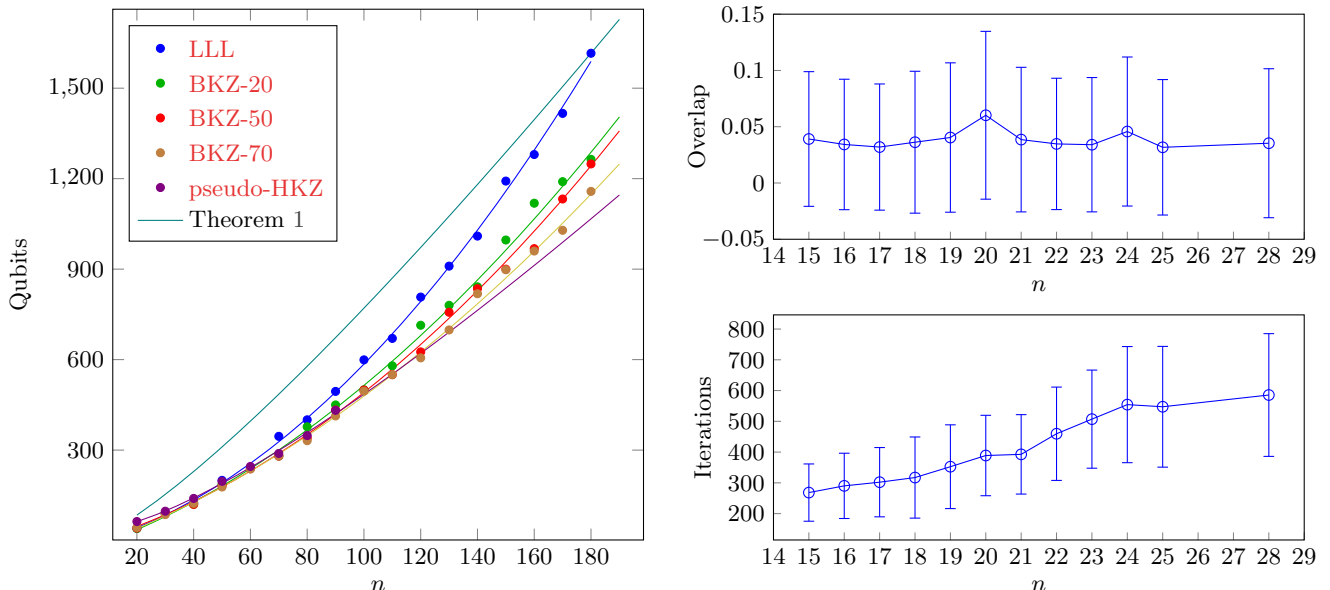 1,500
1,200
900
600
300
Qubits
LLL
BKZ-20
BKZ-50
BKZ-70
pseudo-HKZ
Theorem 1
20 40 60 80 100 120 140 160 180
n
0.15
0.1
0.05
0
−0.05
Overlap
14 15 16 17 18 19 20 21 22 23 24 25 26 27 28 29
n
800
700
600
500
400
300
200
Iterations
14 15 16 17 18 19 20 21 22 23 24 25 26 27 28 29
n